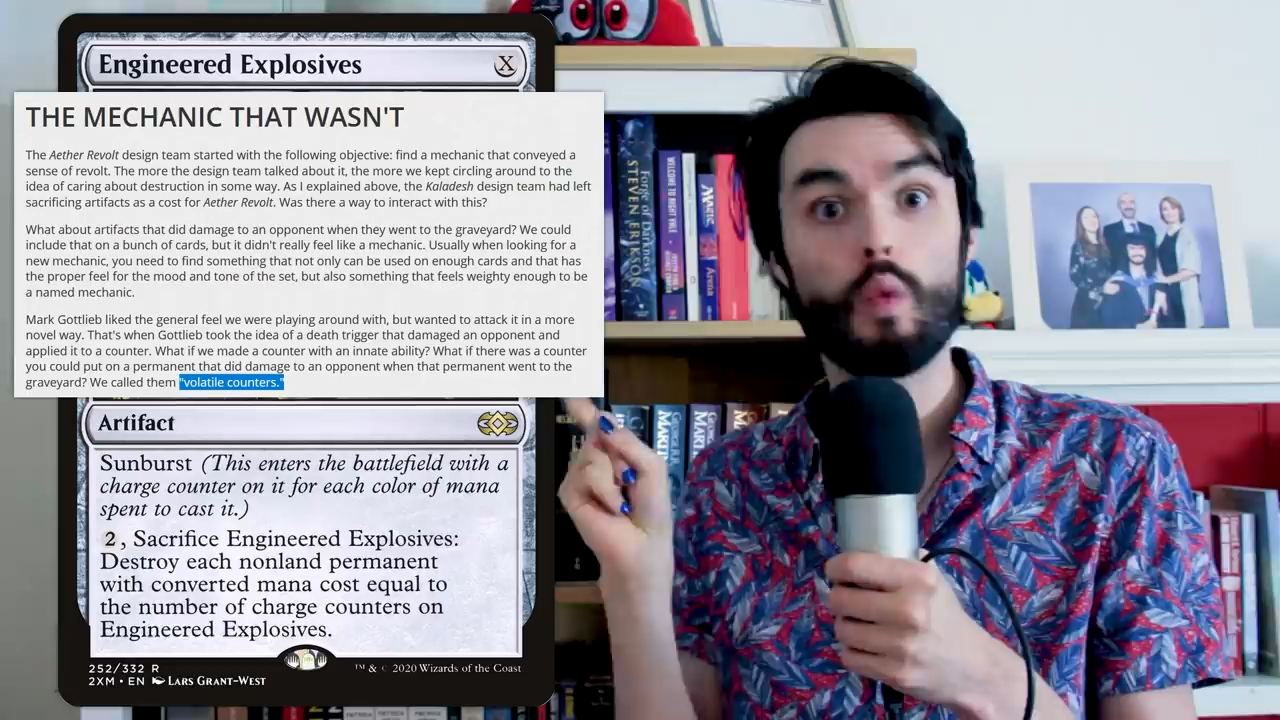 Engineered Explosives X
THE MECHANIC THAT WASN'T
The Aether Revolt design team started with the following objective: find a mechanic that conveyed a
sense of revolt. The more the design team talked about it, the more we kept circling around to the
idea of caring about destruction in some way. As I explained above, the Kaladesh design team had left
sacrificing artifacts as a cost for Aether Revolt. Was there a way to interact with this?
What about artifacts that did damage to an opponent when they went to the graveyard? We could
include that on a bunch of cards, but it didn't really feel like a mechanic. Usually when looking for a
new mechanic, you need to find something that not only can be used on enough cards and that has
the proper feel for the mood and tone of the set, but also something that feels weighty enough to be
a named mechanic.
Mark Gottlieb liked the general feel we were playing around with, but wanted to attack it in a more
novel way. That's when Gottlieb took the idea of a death trigger that damaged an opponent and
applied it to a counter. What if we made a counter with an innate ability? What if there was a counter
you could put on a permanent that did damage to an opponent when that permanent went to the
graveyard? We called them "volatile counters."
Artifact
Sunburst (This enters the battlefield with a
charge counter on it for each color of mana
spent to cast it.)
2, Sacrifice Engineered Explosives:
Destroy each nonland permanent
with converted mana cost equal to
the number of charge counters on
Engineered Explosives.
252/332 R
2XM • EN LARS GRANT-WEST
™ & © 2020 Wizards of the Coast
Forge of Darkness
STEVEN ERIKSON
WELCOME TO NIGHT VALE
Arena